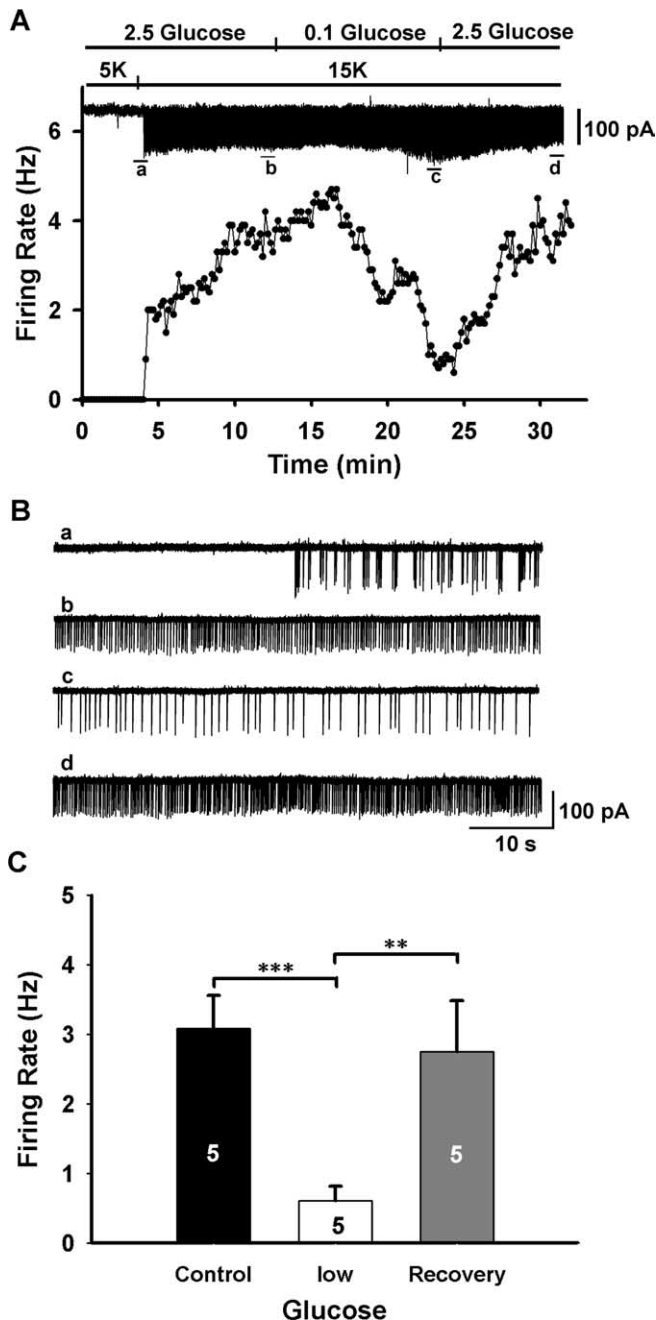 A
2.5 Glucose 0.1 Glucose 2.5 Glucose
5K 15K
100 pA
a b c d
Firing Rate (Hz)
6
4
2
0
0 5 10 15 20 25 30
Time (min)
B
a
b
c
d
100 pA
10 s
C
Firing Rate (Hz)
5
4
3
2
1
0
*** **
5 5 5
Control low Recovery
Glucose